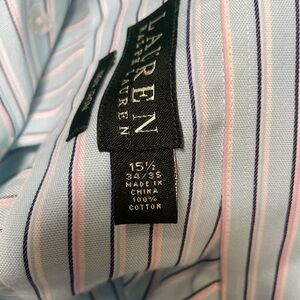 LAUREN
RALPH LAUREN
15½
34/35
MADE IN
CHINA
100%
COTTON